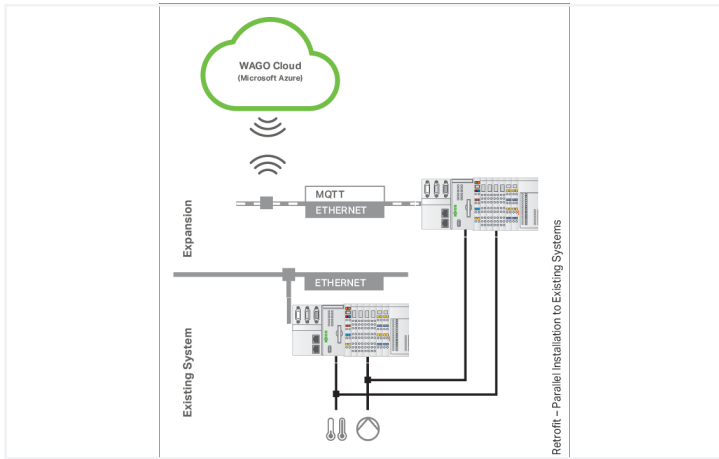 WAGO Cloud
(Microsoft Azure)
MQTT
ETHERNET
Expansion
ETHERNET
Existing System
Retrofit – Parallel Installation to Existing Systems